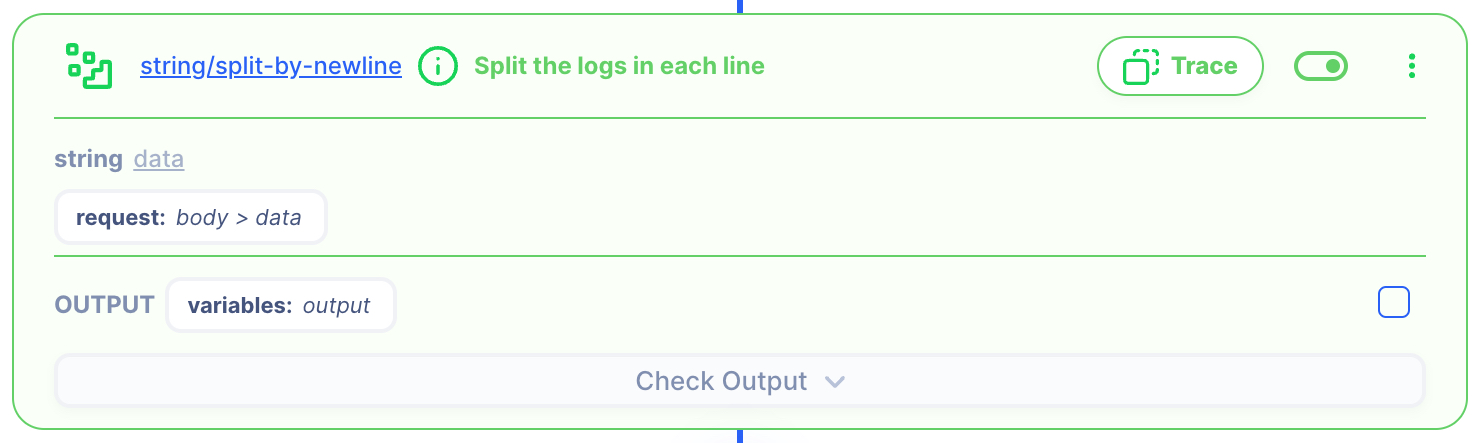 string/split-by-newline Split the logs in each line Trace
string data
request: body > data
OUTPUT variables: output
Check Output